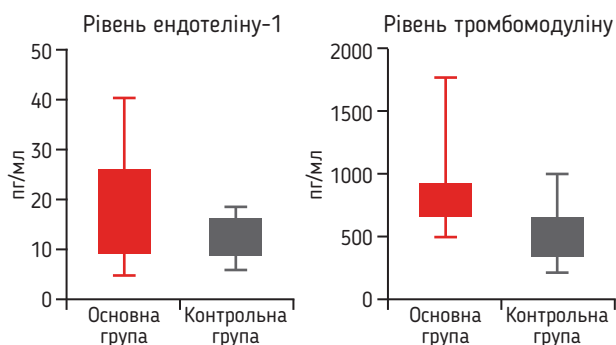 Рівень ендотеліну-1
пг/мл
50
40
30
20
10
0
Основна
група
Контрольна
група
Рівень тромбомодуліну
пг/мл
2000
1500
1000
500
0
Основна
група
Контрольна
група